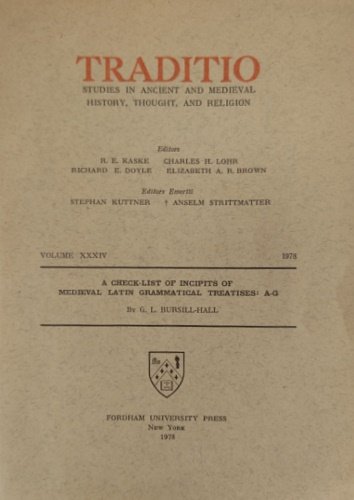 TRADITIO
STUDIES IN ANCIENT AND MEDIEVAL
HISTORY, THOUGHT, AND RELIGION
Editors
R. E. KASKE CHARLES H. LOHR
RICHARD E. DOYLE ELIZABETH A. R. BROWN
Editors Emeriti
STEPHAN KUTTNER † ANSELM STRITTMATTER
VOLUME XXXIV 1978
A CHECK-LIST OF INCIPITS OF
MEDIEVAL LATIN GRAMMATICAL TREATISES: A-G
By G. L. BURSILL-HALL
FORDHAM UNIVERSITY PRESS
New York
1978